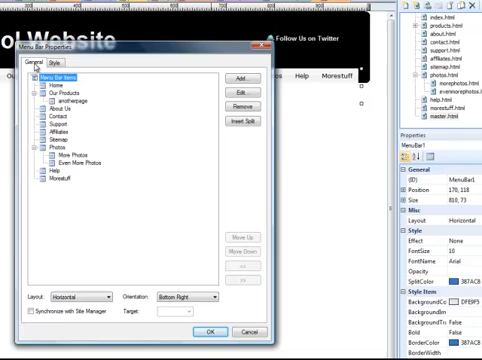 ol Website
Follow Us on Twitter
Help Morestuff
Menu Bar Properties
General Style
Menu Bar Items
Home
Our Products
anotherpage
About Us
Contact
Support
Affiliates
Sitemap
Photos
More Photos
Even More Photos
Help
Morestuff
Add...
Edit...
Remove
Insert Split
Move Up
Move Down
<<
>>
Layout: Horizontal Orientation: Bottom Right
Synchronize with Site Manager Target:
OK Cancel
index.html
products.html
about.html
contact.html
support.html
affiliates.html
sitemap.html
photos.html
morephotos.html
evenmorephotos.html
help.html
morestuff.html
master.html
Properties
MenuBar1
General
(ID) MenuBar1
Position 170, 118
Size 810, 73
Misc
Layout Horizontal
Style
Effect None
FontSize 10
FontName Arial
Opacity
SplitColor 387AC8
Style Item
BackgroundCo DFE9F5
BackgroundIm
BackgroundTr False
Bold False
BorderColor 387AC8
BorderWidth